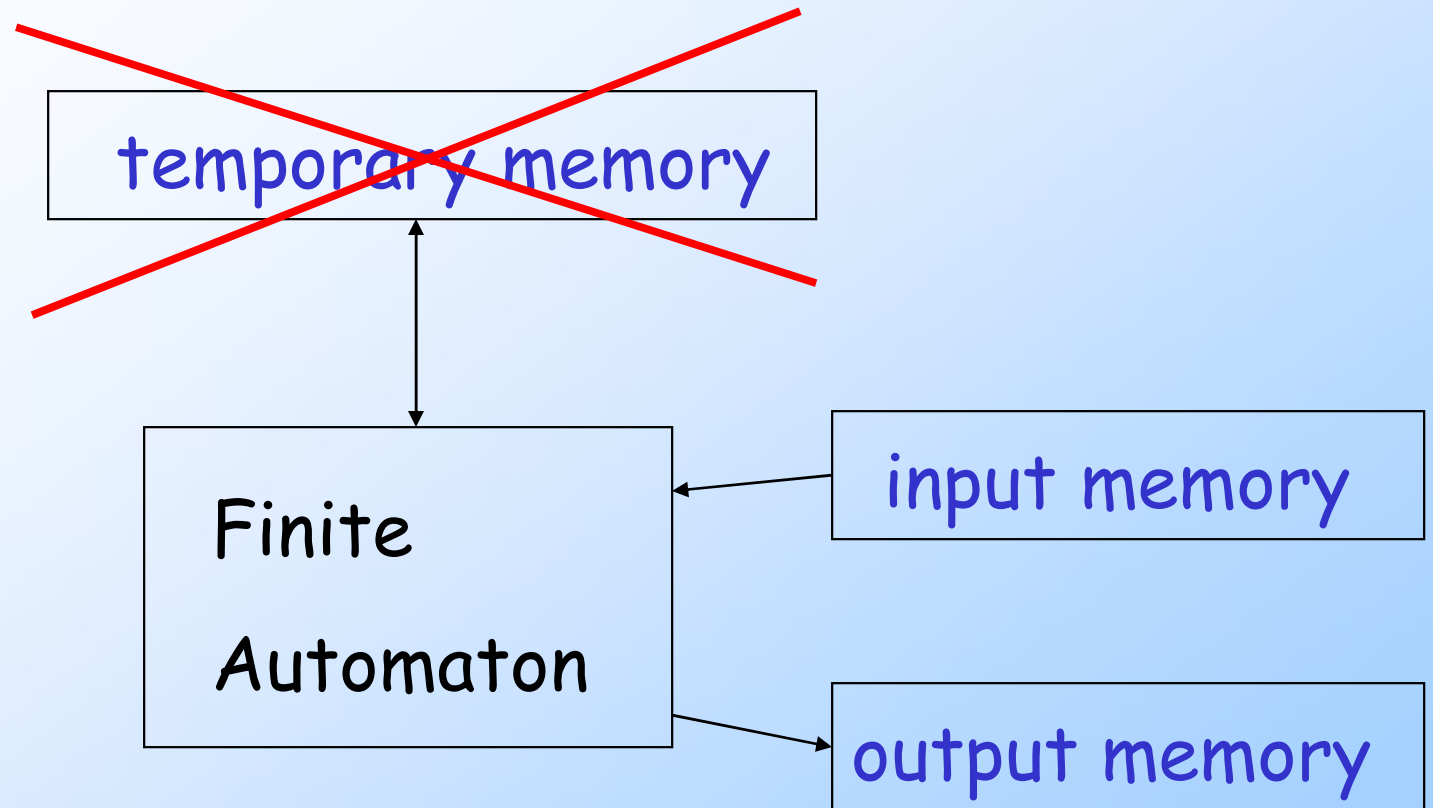 temporary memory
input memory
Finite
Automaton
output memory